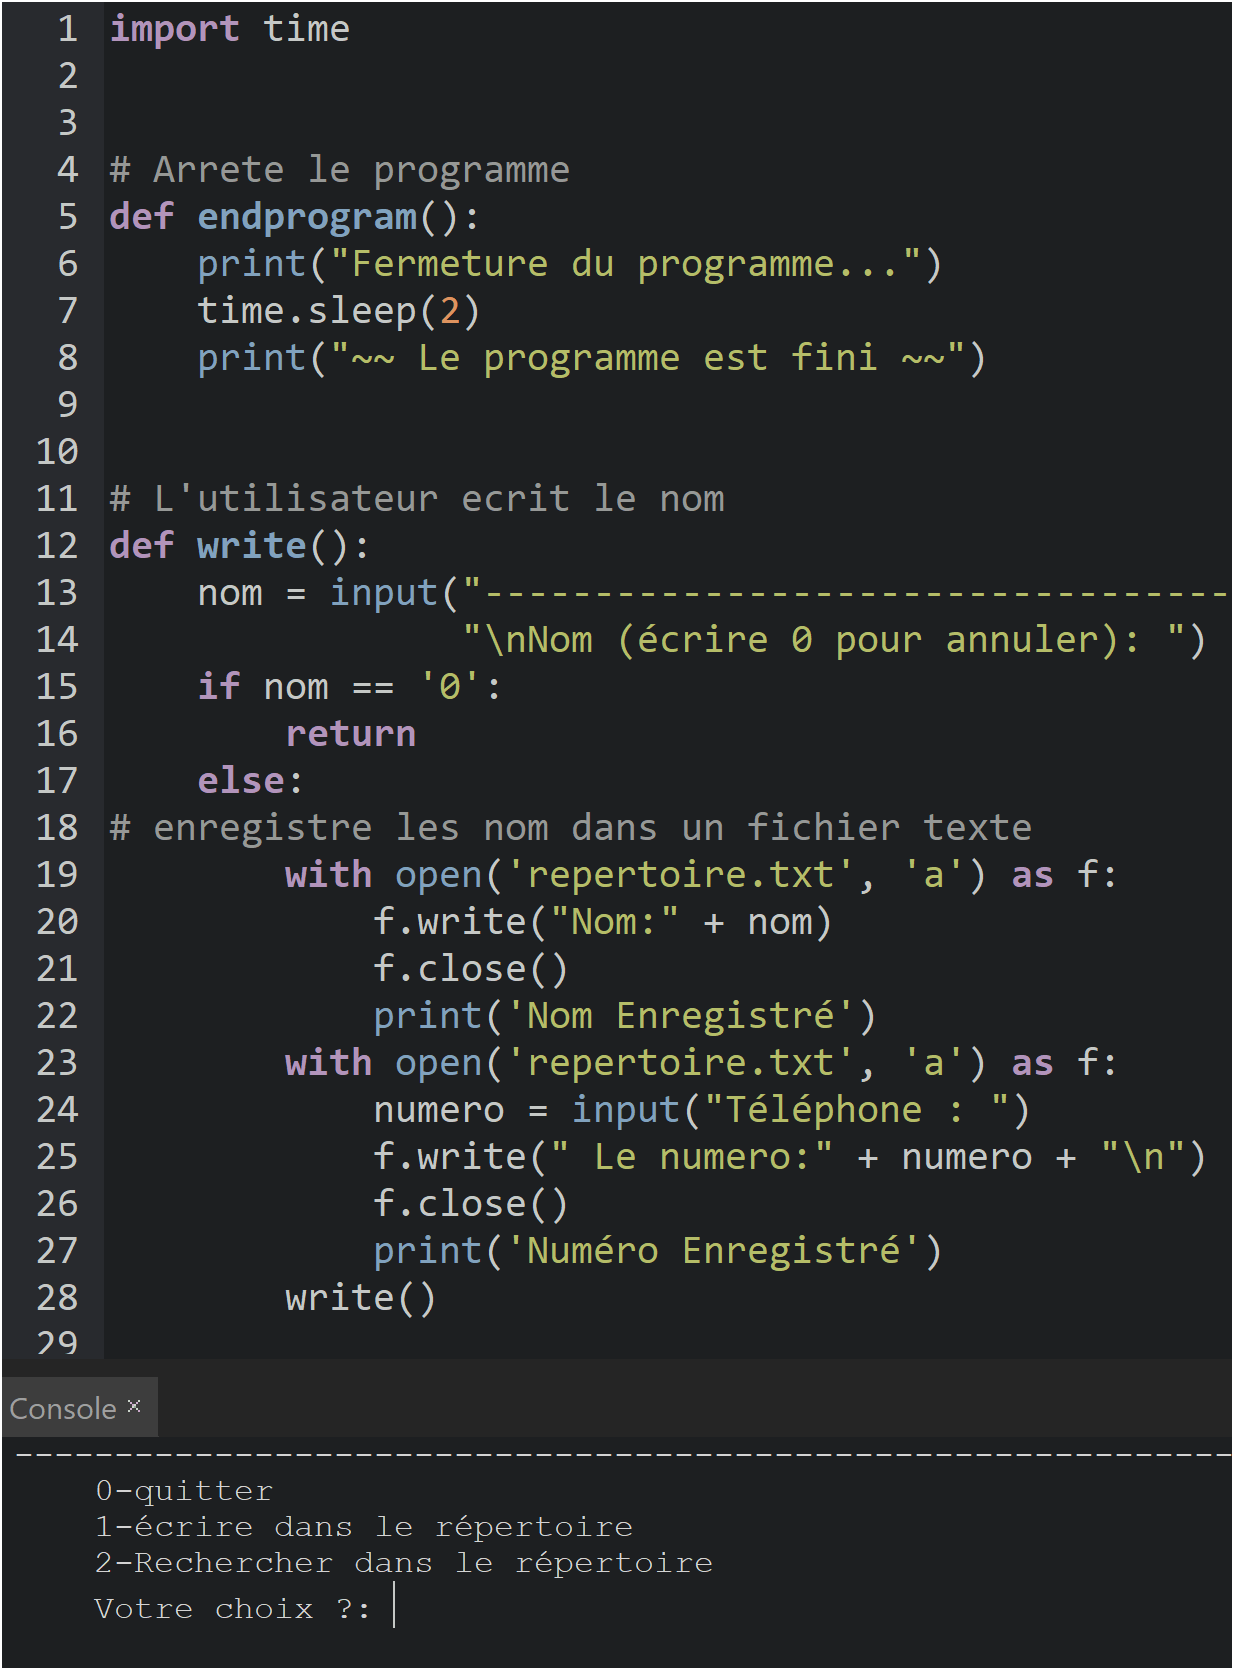 1 import time
2
3
4 # Arrete le programme
5 def endprogram():
6     print("Fermeture du programme...")
7     time.sleep(2)
8     print("~~ Le programme est fini ~~")
9
10
11 # L'utilisateur ecrit le nom
12 def write():
13     nom = input("----------------------------------
14                 "\nNom (écrire 0 pour annuler): ")
15     if nom == '0':
16         return
17     else:
18 # enregistre les nom dans un fichier texte
19         with open('repertoire.txt', 'a') as f:
20             f.write("Nom:" + nom)
21             f.close()
22             print('Nom Enregistré')
23         with open('repertoire.txt', 'a') as f:
24             numero = input("Téléphone : ")
25             f.write(" Le numero:" + numero + "\n")
26             f.close()
27             print('Numéro Enregistré')
28         write()
29
Console ×
-------------------------------------------------------------
0-quitter
1-écrire dans le répertoire
2-Rechercher dans le répertoire
Votre choix ?: